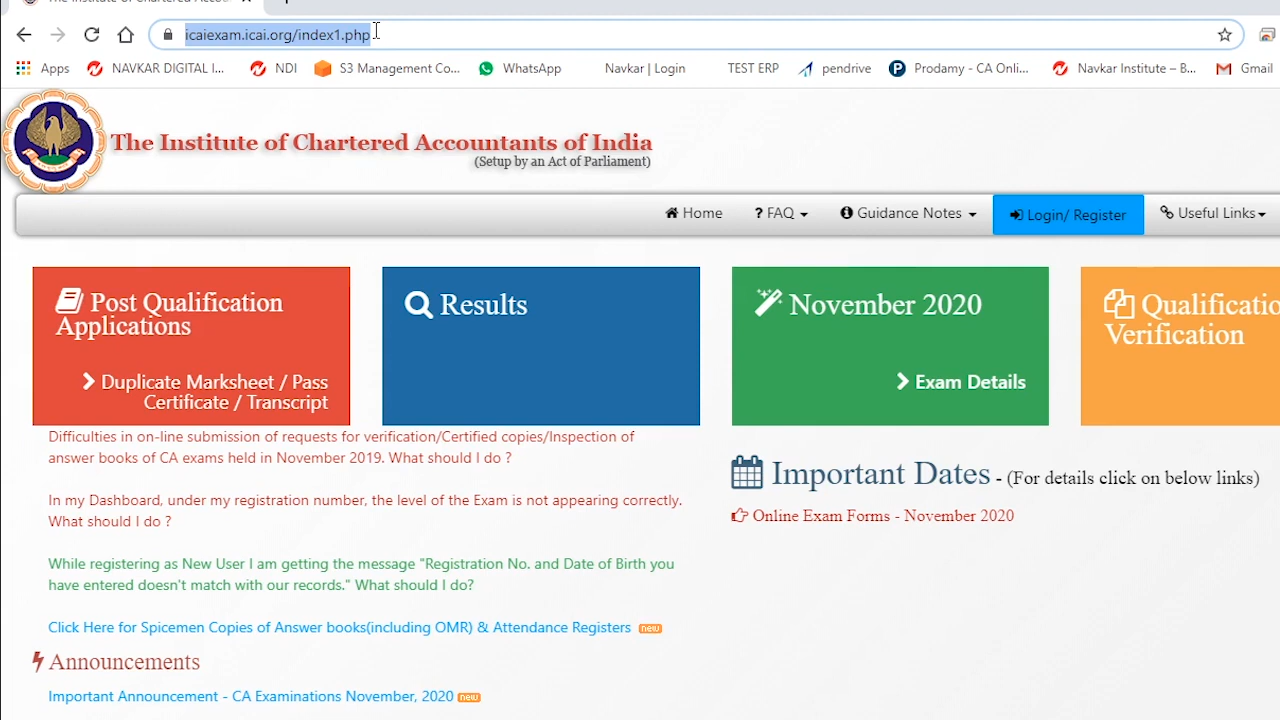 icaiexam.icai.org/index1.php
Apps NAVKAR DIGITAL I... NDI S3 Management Co... WhatsApp Navkar | Login TEST ERP pendrive Prodamy - CA Onli... Navkar Institute – B... Gmail
The Institute of Chartered Accountants of India
(Setup by an Act of Parliament)
Home ? FAQ Guidance Notes Login/ Register Useful Links
Post Qualification
Applications
Duplicate Marksheet / Pass
Certificate / Transcript
Results
November 2020
Exam Details
Qualificatio
Verification
Difficulties in on-line submission of requests for verification/Certified copies/Inspection of
answer books of CA exams held in November 2019. What should I do ?
In my Dashboard, under my registration number, the level of the Exam is not appearing correctly.
What should I do ?
While registering as New User I am getting the message "Registration No. and Date of Birth you
have entered doesn't match with our records." What should I do?
Click Here for Spicemen Copies of Answer books(including OMR) & Attendance Registers new
Announcements
Important Announcement - CA Examinations November, 2020 new
Important Dates - (For details click on below links)
Online Exam Forms - November 2020